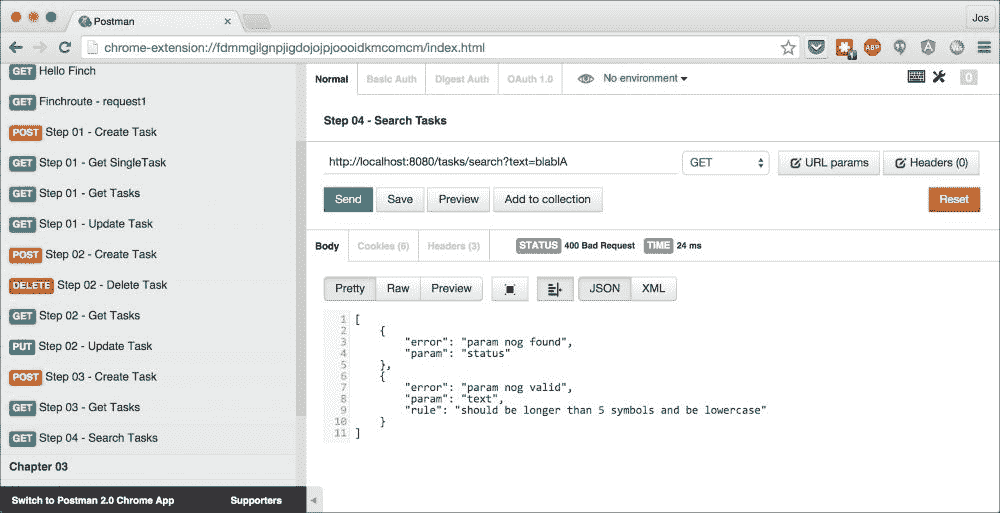 Postman
Jos
chrome-extension://fdmmgilgnpjigdojojpjoooidkmcomcm/index.html
ABP
GET Hello Finch
GET Finchroute - request1
POST Step 01 - Create Task
GET Step 01 - Get SingleTask
GET Step 01 - Get Tasks
GET Step 01 - Update Task
POST Step 02 - Create Task
DELETE Step 02 - Delete Task
GET Step 02 - Get Tasks
PUT Step 02 - Update Task
POST Step 03 - Create Task
GET Step 03 - Get Tasks
GET Step 04 - Search Tasks
Chapter 03
Switch to Postman 2.0 Chrome App Supporters
Normal Basic Auth Digest Auth OAuth 1.0 No environment 0
Step 04 - Search Tasks
http://localhost:8080/tasks/search?text=blablA GET URL params Headers (0)
Send Save Preview Add to collection Reset
Body Cookies (6) Headers (3) STATUS 400 Bad Request TIME 24 ms
Pretty Raw Preview JSON XML
1 [
2 {
3 "error": "param nog found",
4 "param": "status"
5 },
6 {
7 "error": "param nog valid",
8 "param": "text",
9 "rule": "should be longer than 5 symbols and be lowercase"
10 }
11 ]